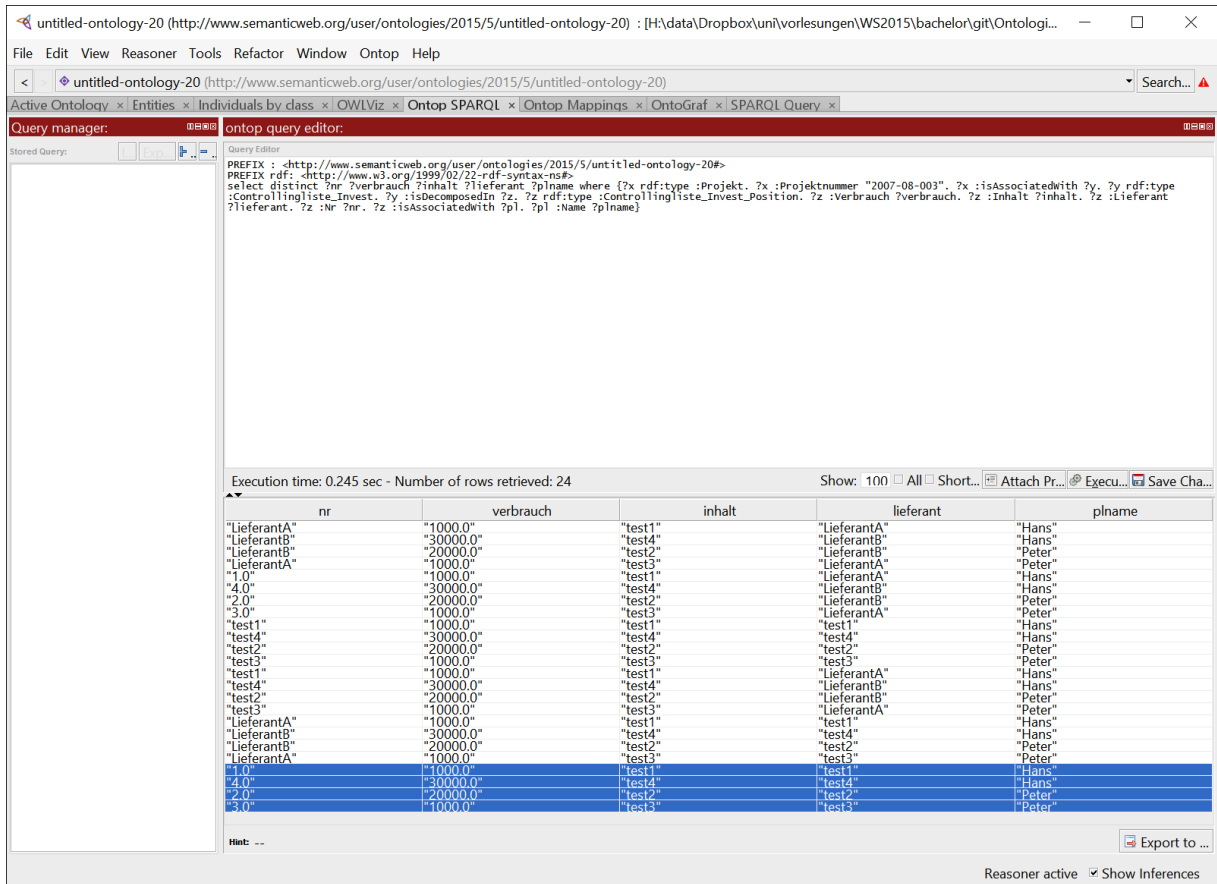 untitled-ontology-20 (http://www.semanticweb.org/user/ontologies/2015/5/untitled-ontology-20) : [H:\data\Dropbox\uni\vorlesungen\WS2015\bachelor\git\Ontologi...
File Edit View Reasoner Tools Refactor Window Ontop Help
< > untitled-ontology-20 (http://www.semanticweb.org/user/ontologies/2015/5/untitled-ontology-20) Search...
Active Ontology × Entities × Individuals by class × OWLViz × Ontop SPARQL × Ontop Mappings × OntoGraf × SPARQL Query ×
Query manager:
Stored Query: Exp...
ontop query editor:
Query Editor
PREFIX : <http://www.semanticweb.org/user/ontologies/2015/5/untitled-ontology-20#>
PREFIX rdf: <http://www.w3.org/1999/02/22-rdf-syntax-ns#>
select distinct ?nr ?verbrauch ?inhalt ?lieferant ?plname where {?x rdf:type :Projekt. ?x :Projektnummer "2007-08-003". ?x :isAssociatedWith ?y. ?y rdf:type
:Controllingliste_Invest. ?y :isDecomposedIn ?z. ?z rdf:type :Controllingliste_Invest_Position. ?z :Verbrauch ?verbrauch. ?z :Inhalt ?inhalt. ?z :Lieferant
?lieferant. ?z :Nr ?nr. ?z :isAssociatedWith ?pl. ?pl :Name ?plname}
Execution time: 0.245 sec - Number of rows retrieved: 24 Show: 100 All Short... Attach Pr... Execu... Save Cha...
nr verbrauch inhalt lieferant plname
"LieferantA" "1000.0" "test1" "LieferantA" "Hans"
"LieferantB" "30000.0" "test4" "LieferantB" "Hans"
"LieferantB" "20000.0" "test2" "LieferantB" "Peter"
"LieferantA" "1000.0" "test3" "LieferantA" "Peter"
"1.0" "1000.0" "test1" "LieferantA" "Hans"
"4.0" "30000.0" "test4" "LieferantB" "Hans"
"2.0" "20000.0" "test2" "LieferantB" "Peter"
"3.0" "1000.0" "test3" "LieferantA" "Peter"
"test1" "1000.0" "test1" "test1" "Hans"
"test4" "30000.0" "test4" "test4" "Hans"
"test2" "20000.0" "test2" "test2" "Peter"
"test3" "1000.0" "test3" "test3" "Peter"
"test1" "1000.0" "test1" "LieferantA" "Hans"
"test4" "30000.0" "test4" "LieferantB" "Hans"
"test2" "20000.0" "test2" "LieferantB" "Peter"
"test3" "1000.0" "test3" "LieferantA" "Peter"
"LieferantA" "1000.0" "test1" "test1" "Hans"
"LieferantB" "30000.0" "test4" "test4" "Hans"
"LieferantB" "20000.0" "test2" "test2" "Peter"
"LieferantA" "1000.0" "test3" "test3" "Peter"
"1.0" "1000.0" "test1" "test1" "Hans"
"4.0" "30000.0" "test4" "test4" "Hans"
"2.0" "20000.0" "test2" "test2" "Peter"
"3.0" "1000.0" "test3" "test3" "Peter"
Hint: -- Export to ...
Reasoner active Show Inferences